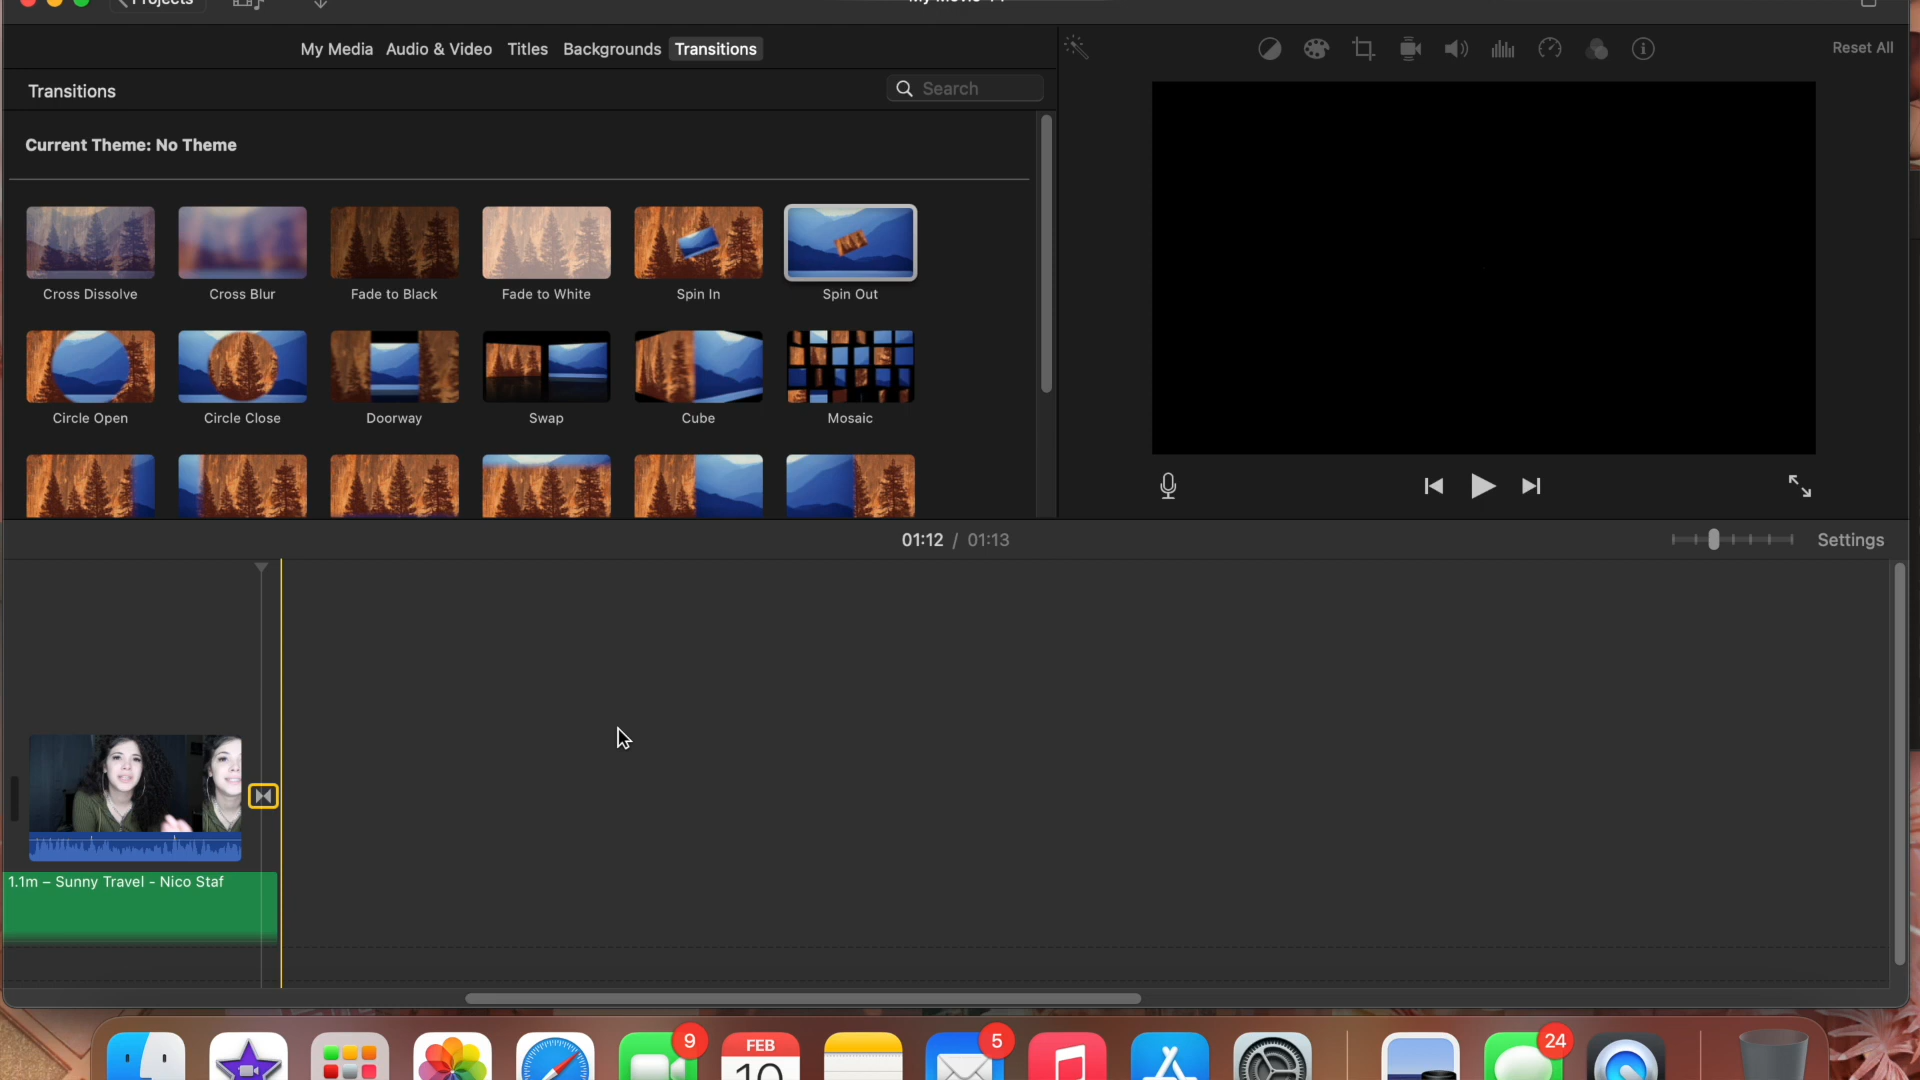 Projects
My Media Audio & Video Titles Backgrounds Transitions
Reset All
Transitions
Search
Current Theme: No Theme
Cross Dissolve Cross Blur Fade to Black Fade to White Spin In Spin Out
Circle Open Circle Close Doorway Swap Cube Mosaic
01:12 / 01:13
Settings
1.1m – Sunny Travel - Nico Staf
9 FEB 5 24
10